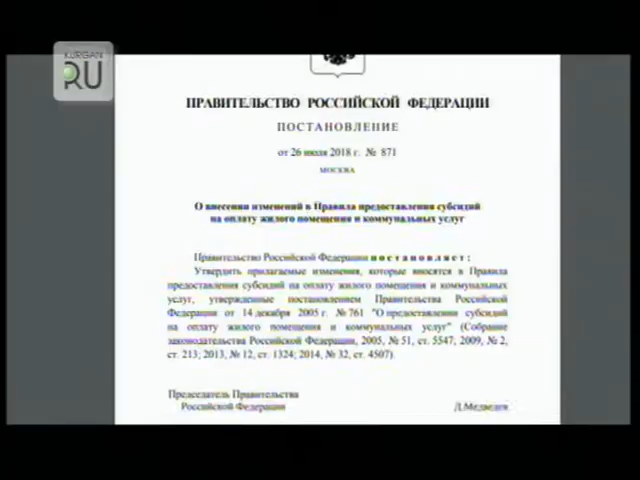 KURGAN
RU
ПРАВИТЕЛЬСТВО РОССИЙСКОЙ ФЕДЕРАЦИИ
ПОСТАНОВЛЕНИЕ
от 26 июля 2018 г. № 871
МОСКВА
О внесении изменений в Правила предоставления субсидий
на оплату жилого помещения и коммунальных услуг
Правительство Российской Федерации постановляет:
Утвердить прилагаемые изменения, которые вносятся в Правила
предоставления субсидий на оплату жилого помещения и коммунальных
услуг, утвержденные постановлением Правительства Российской
Федерации от 14 декабря 2005 г. № 761 "О предоставлении субсидий
на оплату жилого помещения и коммунальных услуг" (Собрание
законодательства Российской Федерации, 2005, № 51, ст. 5547; 2009, № 2,
ст. 213; 2013, № 12, ст. 1324; 2014, № 32, ст. 4507).
Председатель Правительства
Российской Федерации Д.Медведев